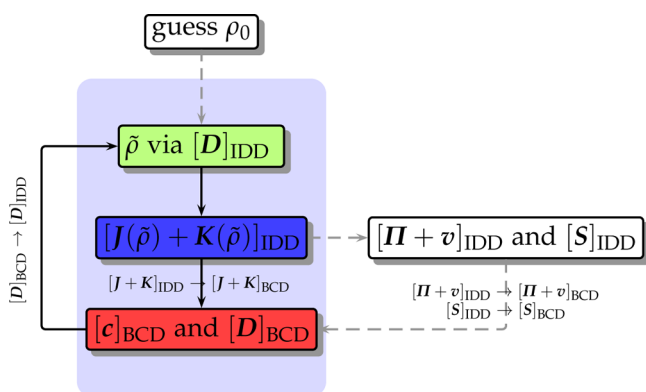 guess ρ₀
ρ̃ via [D]IDD
[D]BCD → [D]IDD
[J(ρ̃) + K(ρ̃)]IDD
[Π + v]IDD and [S]IDD
[J + K]IDD → [J + K]BCD
[Π + v]IDD → [Π + v]BCD
[S]IDD → [S]BCD
[c]BCD and [D]BCD